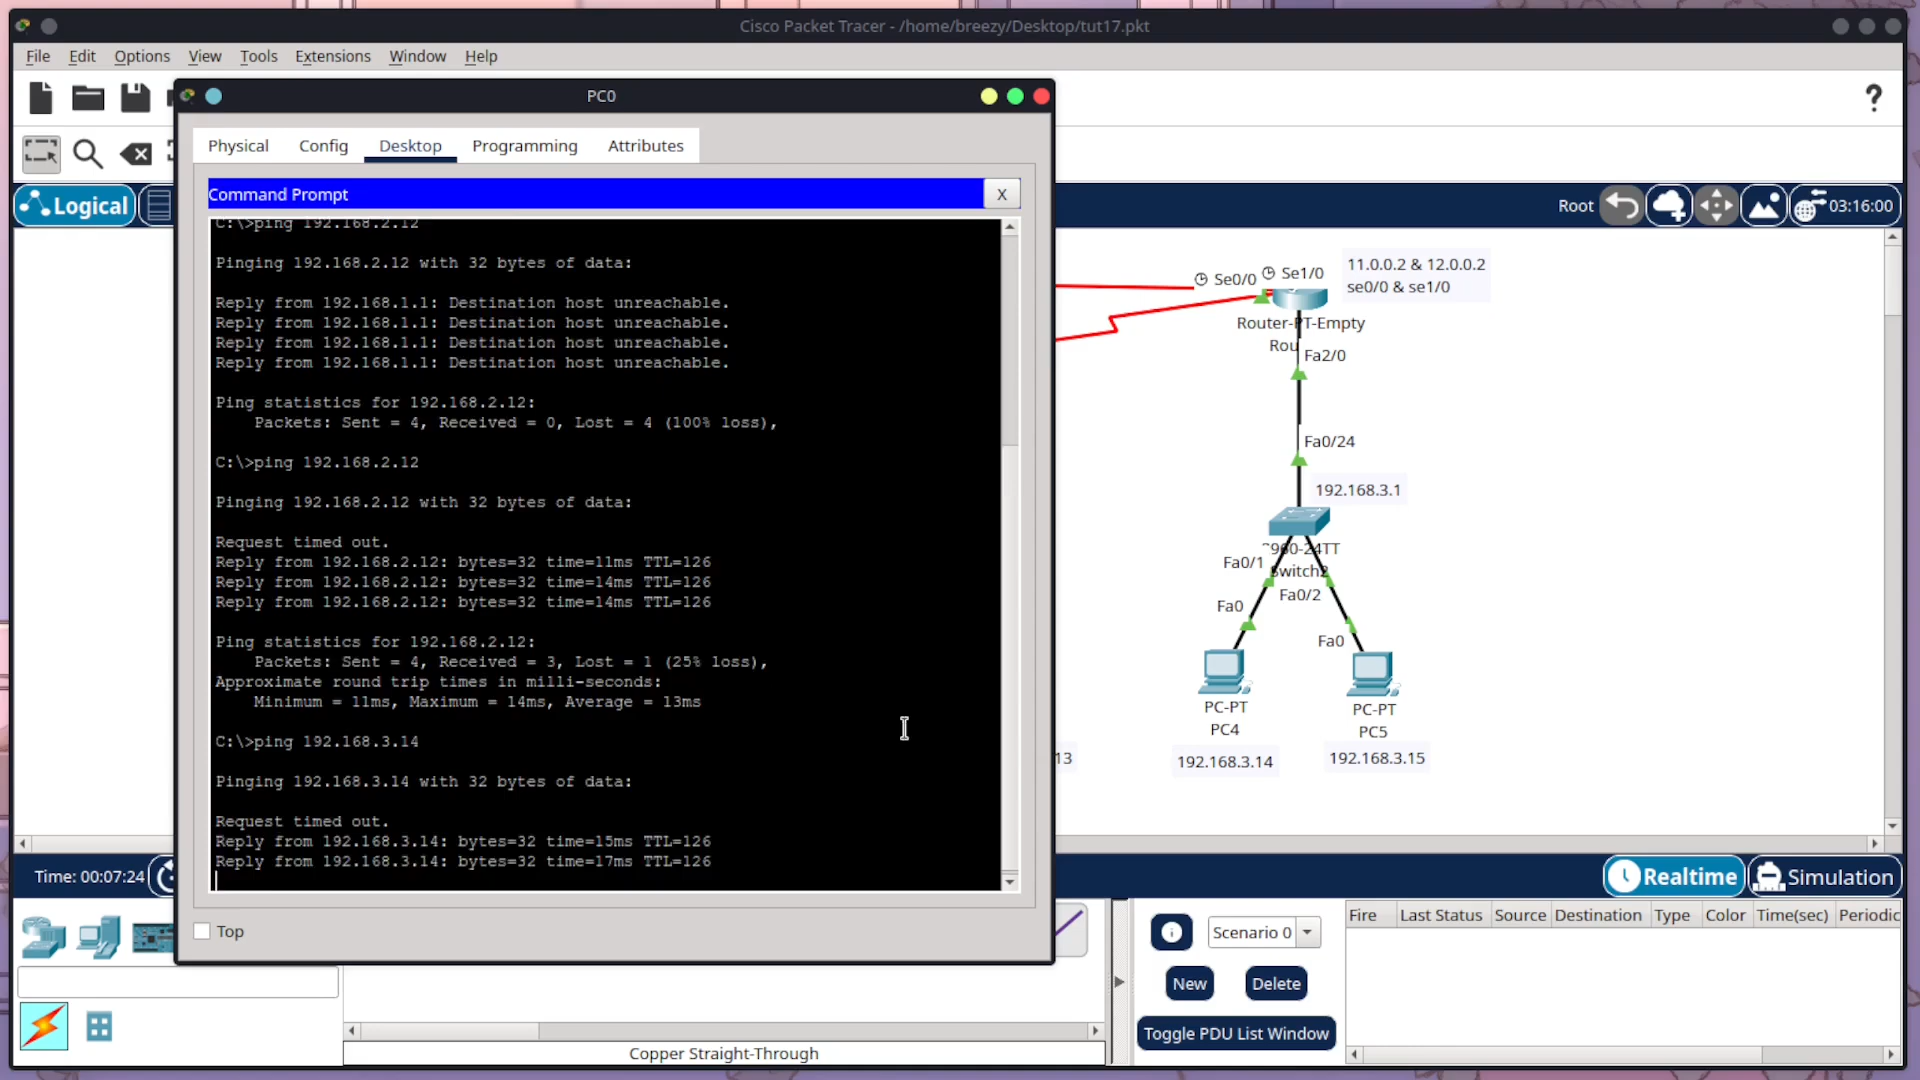 Cisco Packet Tracer - /home/breezy/Desktop/tut17.pkt
File Edit Options View Tools Extensions Window Help
PC0
Physical Config Desktop Programming Attributes
Command Prompt
X
Logical
Root
03:16:00
C:\>ping 192.168.2.12
Pinging 192.168.2.12 with 32 bytes of data:
Reply from 192.168.1.1: Destination host unreachable.
Reply from 192.168.1.1: Destination host unreachable.
Reply from 192.168.1.1: Destination host unreachable.
Reply from 192.168.1.1: Destination host unreachable.
Ping statistics for 192.168.2.12:
Packets: Sent = 4, Received = 0, Lost = 4 (100% loss),
C:\>ping 192.168.2.12
Pinging 192.168.2.12 with 32 bytes of data:
Request timed out.
Reply from 192.168.2.12: bytes=32 time=11ms TTL=126
Reply from 192.168.2.12: bytes=32 time=14ms TTL=126
Reply from 192.168.2.12: bytes=32 time=14ms TTL=126
Ping statistics for 192.168.2.12:
Packets: Sent = 4, Received = 3, Lost = 1 (25% loss),
Approximate round trip times in milli-seconds:
Minimum = 11ms, Maximum = 14ms, Average = 13ms
C:\>ping 192.168.3.14
Pinging 192.168.3.14 with 32 bytes of data:
Request timed out.
Reply from 192.168.3.14: bytes=32 time=15ms TTL=126
Reply from 192.168.3.14: bytes=32 time=17ms TTL=126
Top
Se0/0
Se1/0
11.0.0.2 & 12.0.0.2
se0/0 & se1/0
Router-PT-Empty
Rou
Fa2/0
Fa0/24
192.168.3.1
2960-24TT
Switch2
Fa0/1
Fa0/2
Fa0
Fa0
PC-PT
PC4
PC-PT
PC5
13
192.168.3.14
192.168.3.15
Time: 00:07:24
Realtime
Simulation
Scenario 0
New
Delete
Toggle PDU List Window
Fire Last Status Source Destination Type Color Time(sec) Periodic
Copper Straight-Through